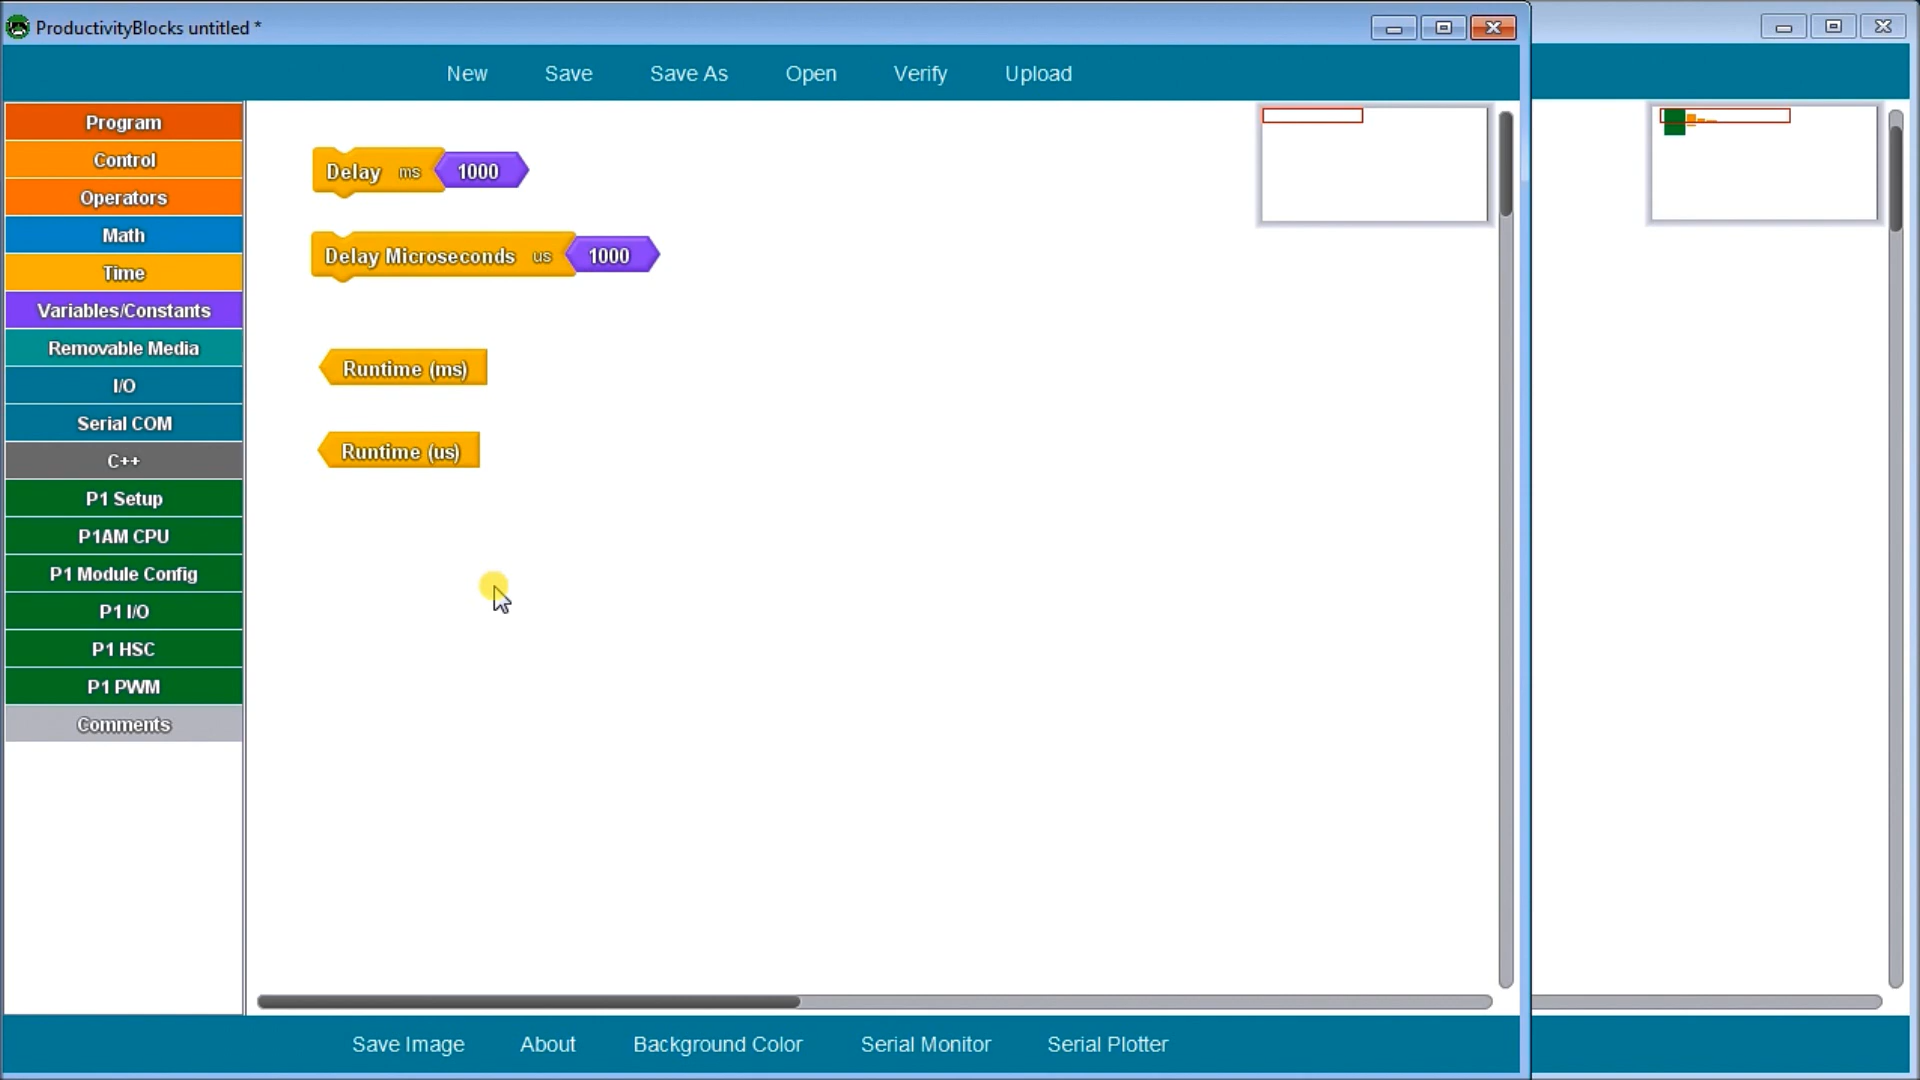 ProductivityBlocks untitled *
New Save Save As Open Verify Upload
Program
Control
Operators
Math
Time
Variables/Constants
Removable Media
I/O
Serial COM
C++
P1 Setup
P1AM CPU
P1 Module Config
P1 I/O
P1 HSC
P1 PWM
Comments
Delay ms 1000
Delay Microseconds us 1000
Runtime (ms)
Runtime (us)
Save Image About Background Color Serial Monitor Serial Plotter